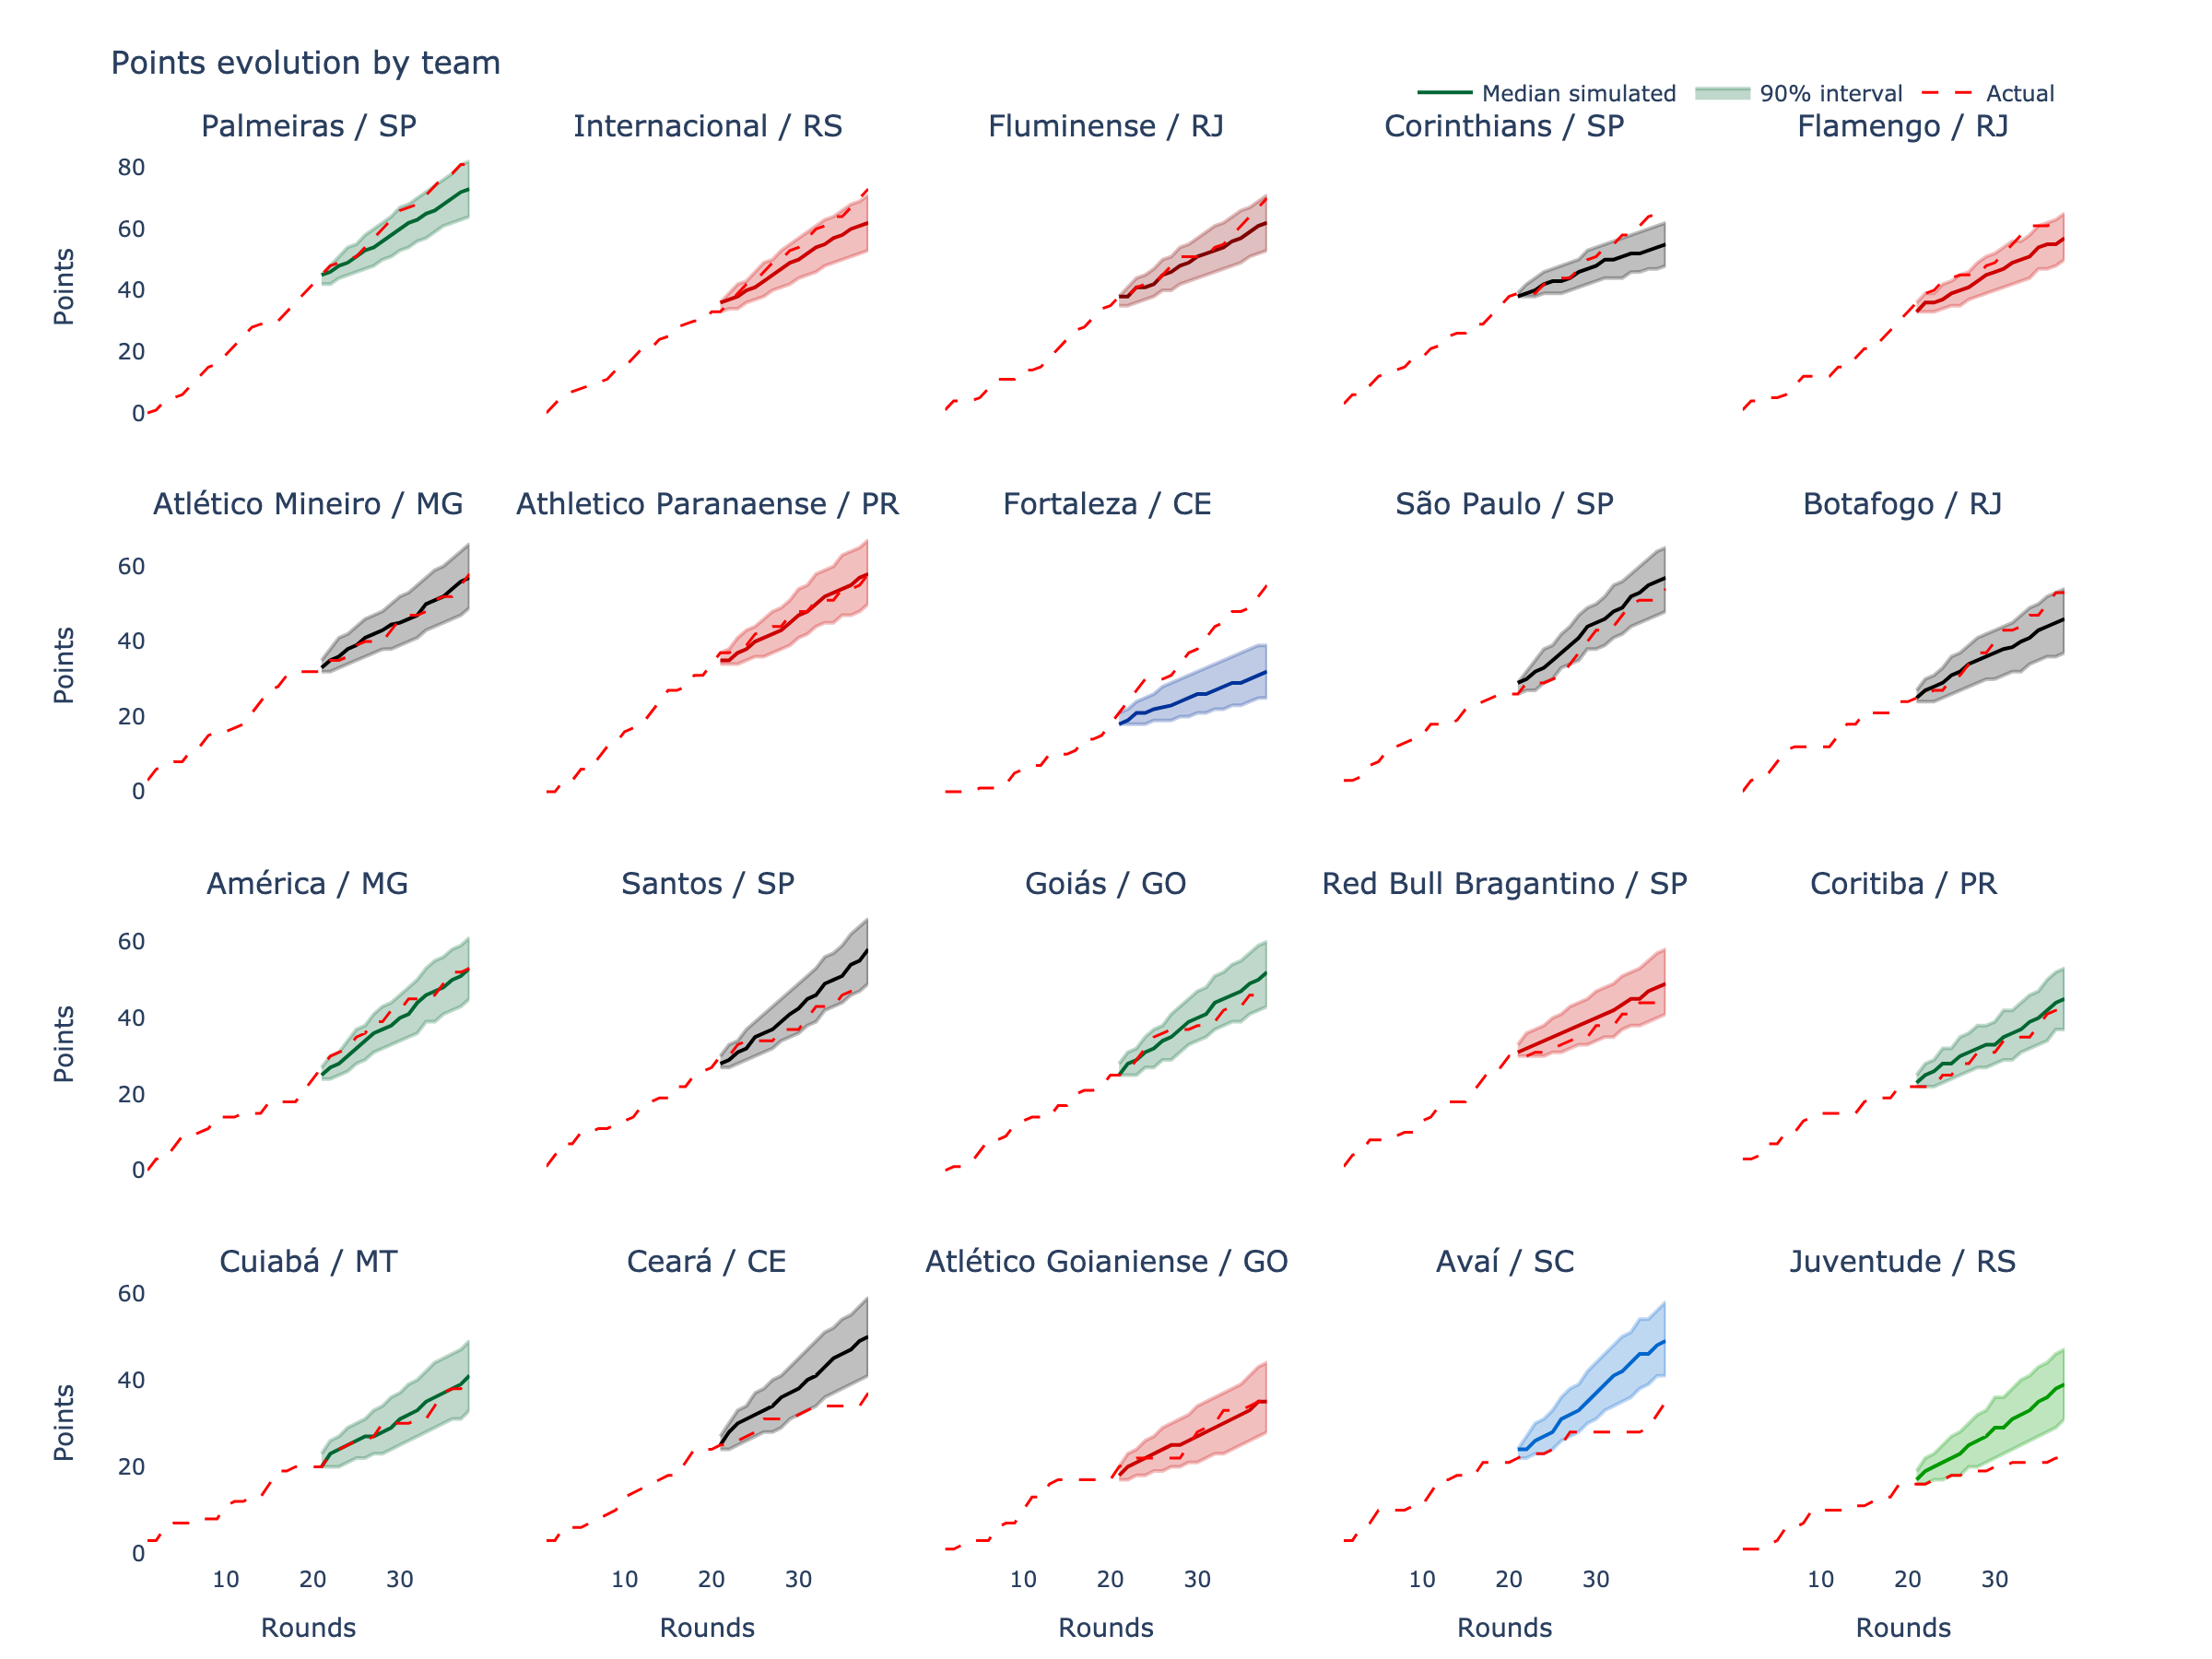 Points evolution by team
Median simulated 90% interval Actual
Palmeiras / SP Internacional / RS Fluminense / RJ Corinthians / SP Flamengo / RJ
80
60
40
20
0
Points
Atlético Mineiro / MG Athletico Paranaense / PR Fortaleza / CE São Paulo / SP Botafogo / RJ
60
40
20
0
Points
América / MG Santos / SP Goiás / GO Red Bull Bragantino / SP Coritiba / PR
60
40
20
0
Points
Cuiabá / MT Ceará / CE Atlético Goianiense / GO Avaí / SC Juventude / RS
60
40
20
0
Points
10 20 30 10 20 30 10 20 30 10 20 30 10 20 30
Rounds Rounds Rounds Rounds Rounds